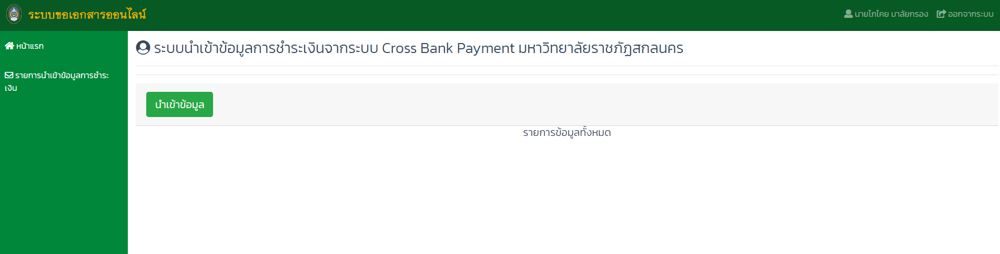 ระบบขอเอกสารออนไลน์
นายโกไคย มาลัยกรอง ออกจากระบบ
หน้าแรก
ระบบนำเข้าข้อมูลการชำระเงินจากระบบ Cross Bank Payment มหาวิทยาลัยราชภัฏสกลนคร
รายการนำเข้าข้อมูลการชำระ
เงิน
นำเข้าข้อมูล
รายการข้อมูลทั้งหมด